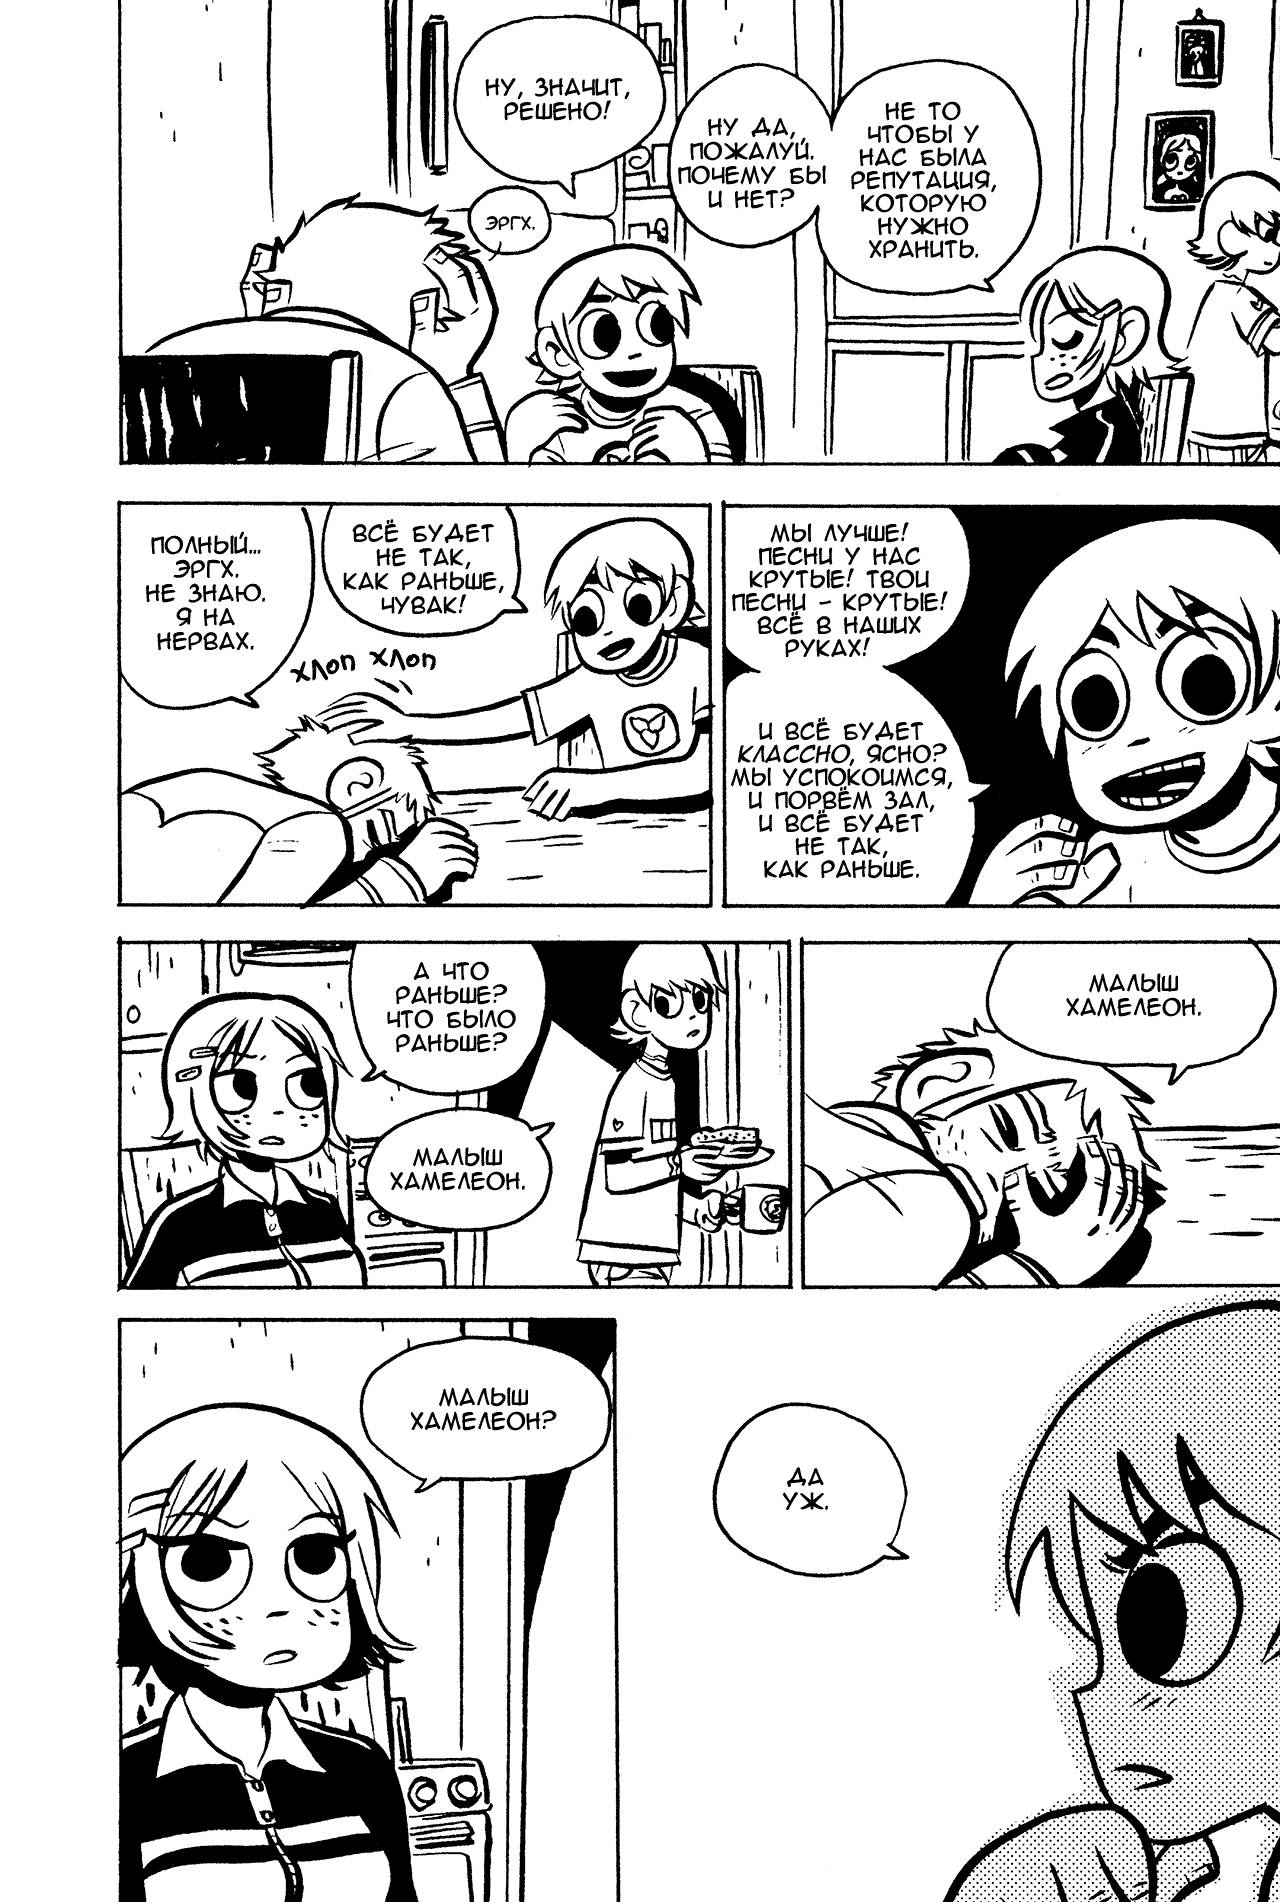 НУ, ЗНАЧИТ,
РЕШЕНО!
ЭРГХ.
НУ ДА,
ПОЖАЛУЙ.
ПОЧЕМУ БЫ
И НЕТ?
НЕ ТО
ЧТОБЫ У
НАС БЫЛА
РЕПУТАЦИЯ,
КОТОРУЮ
НУЖНО
ХРАНИТЬ.
ПОЛНЫЙ...
ЭРГХ.
НЕ ЗНАЮ.
Я НА
НЕРВАХ.
ВСЁ БУДЕТ
НЕ ТАК,
КАК РАНЬШЕ,
ЧУВАК!
ХЛОП ХЛОП
МЫ ЛУЧШЕ!
ПЕСНИ У НАС
КРУТЫЕ! ТВОИ
ПЕСНИ - КРУТЫЕ!
ВСЁ В НАШИХ
РУКАХ!
И ВСЁ БУДЕТ
КЛАССНО, ЯСНО?
МЫ УСПОКОИМСЯ,
И ПОРВЁМ ЗАЛ,
И ВСЁ БУДЕТ
НЕ ТАК,
КАК РАНЬШЕ.
А ЧТО
РАНЬШЕ?
ЧТО БЫЛО
РАНЬШЕ?
МАЛЫШ
ХАМЕЛЕОН.
МАЛЫШ
ХАМЕЛЕОН.
МАЛЫШ
ХАМЕЛЕОН?
ДА
УЖ.